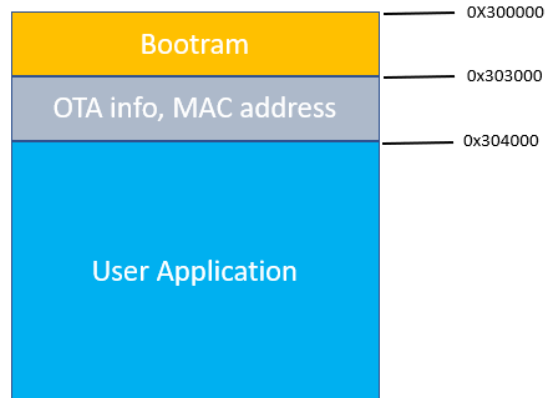 Bootram
0X300000
0x303000
OTA info, MAC address
0x304000
User Application